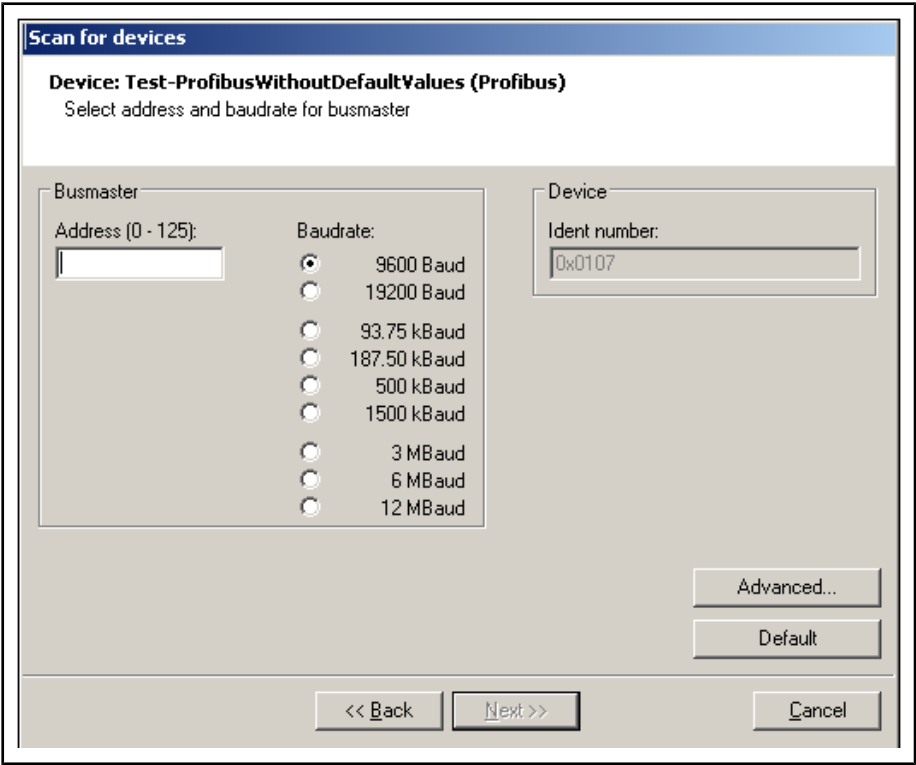 Scan for devices
Device: Test-ProfibusWithoutDefaultValues (Profibus)
Select address and baudrate for busmaster
Busmaster
Address (0 - 125):
Baudrate:
9600 Baud
19200 Baud
93.75 kBaud
187.50 kBaud
500 kBaud
1500 kBaud
3 MBaud
6 MBaud
12 MBaud
Device
Ident number:
0x0107
Advanced...
Default
<< Back
Next >>
Cancel